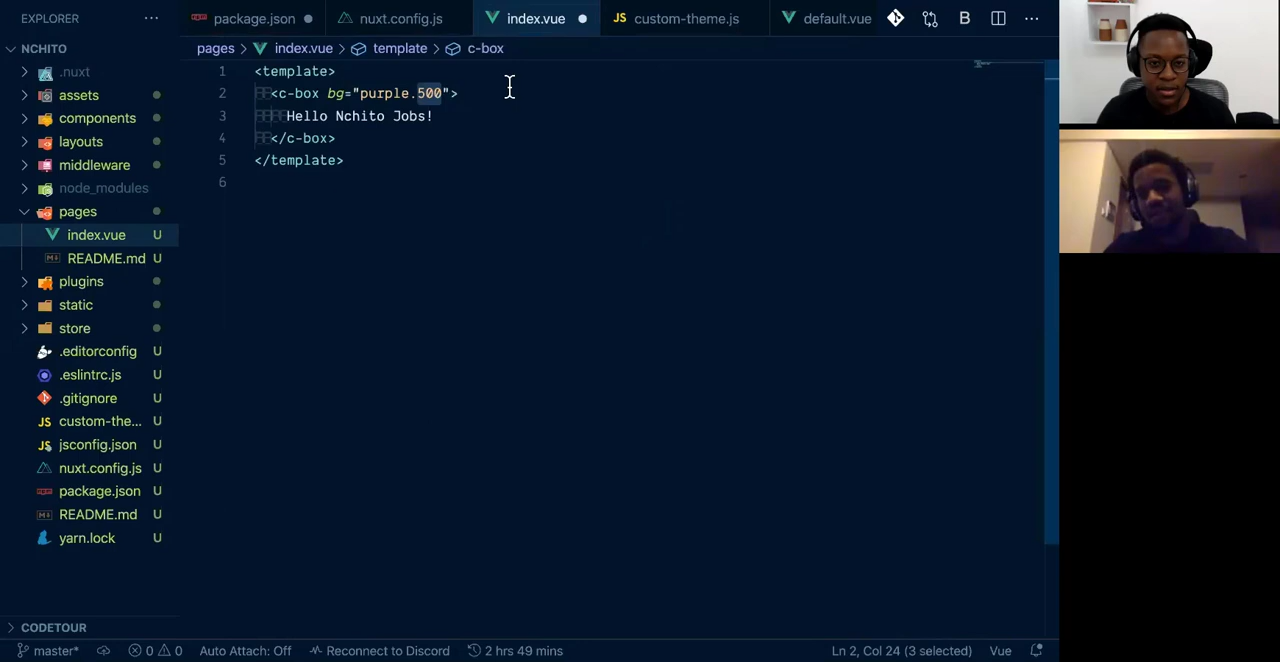 EXPLORER ...
package.json
nuxt.config.js
index.vue
custom-theme.js
default.vue
B
...
NCHITO
.nuxt
assets
components
layouts
middleware
node_modules
pages
index.vue U
README.md U
plugins
static
store
.editorconfig U
.eslintrc.js U
.gitignore U
JS custom-the... U
JS jsconfig.json U
nuxt.config.js U
package.json U
README.md U
yarn.lock U
CODETOUR
pages > index.vue > template > c-box
1 <template>
2 <c-box bg="purple.500">
3 Hello Nchito Jobs!
4 </c-box>
5 </template>
6
master* 0 0 Auto Attach: Off Reconnect to Discord 2 hrs 49 mins Ln 2, Col 24 (3 selected) Vue